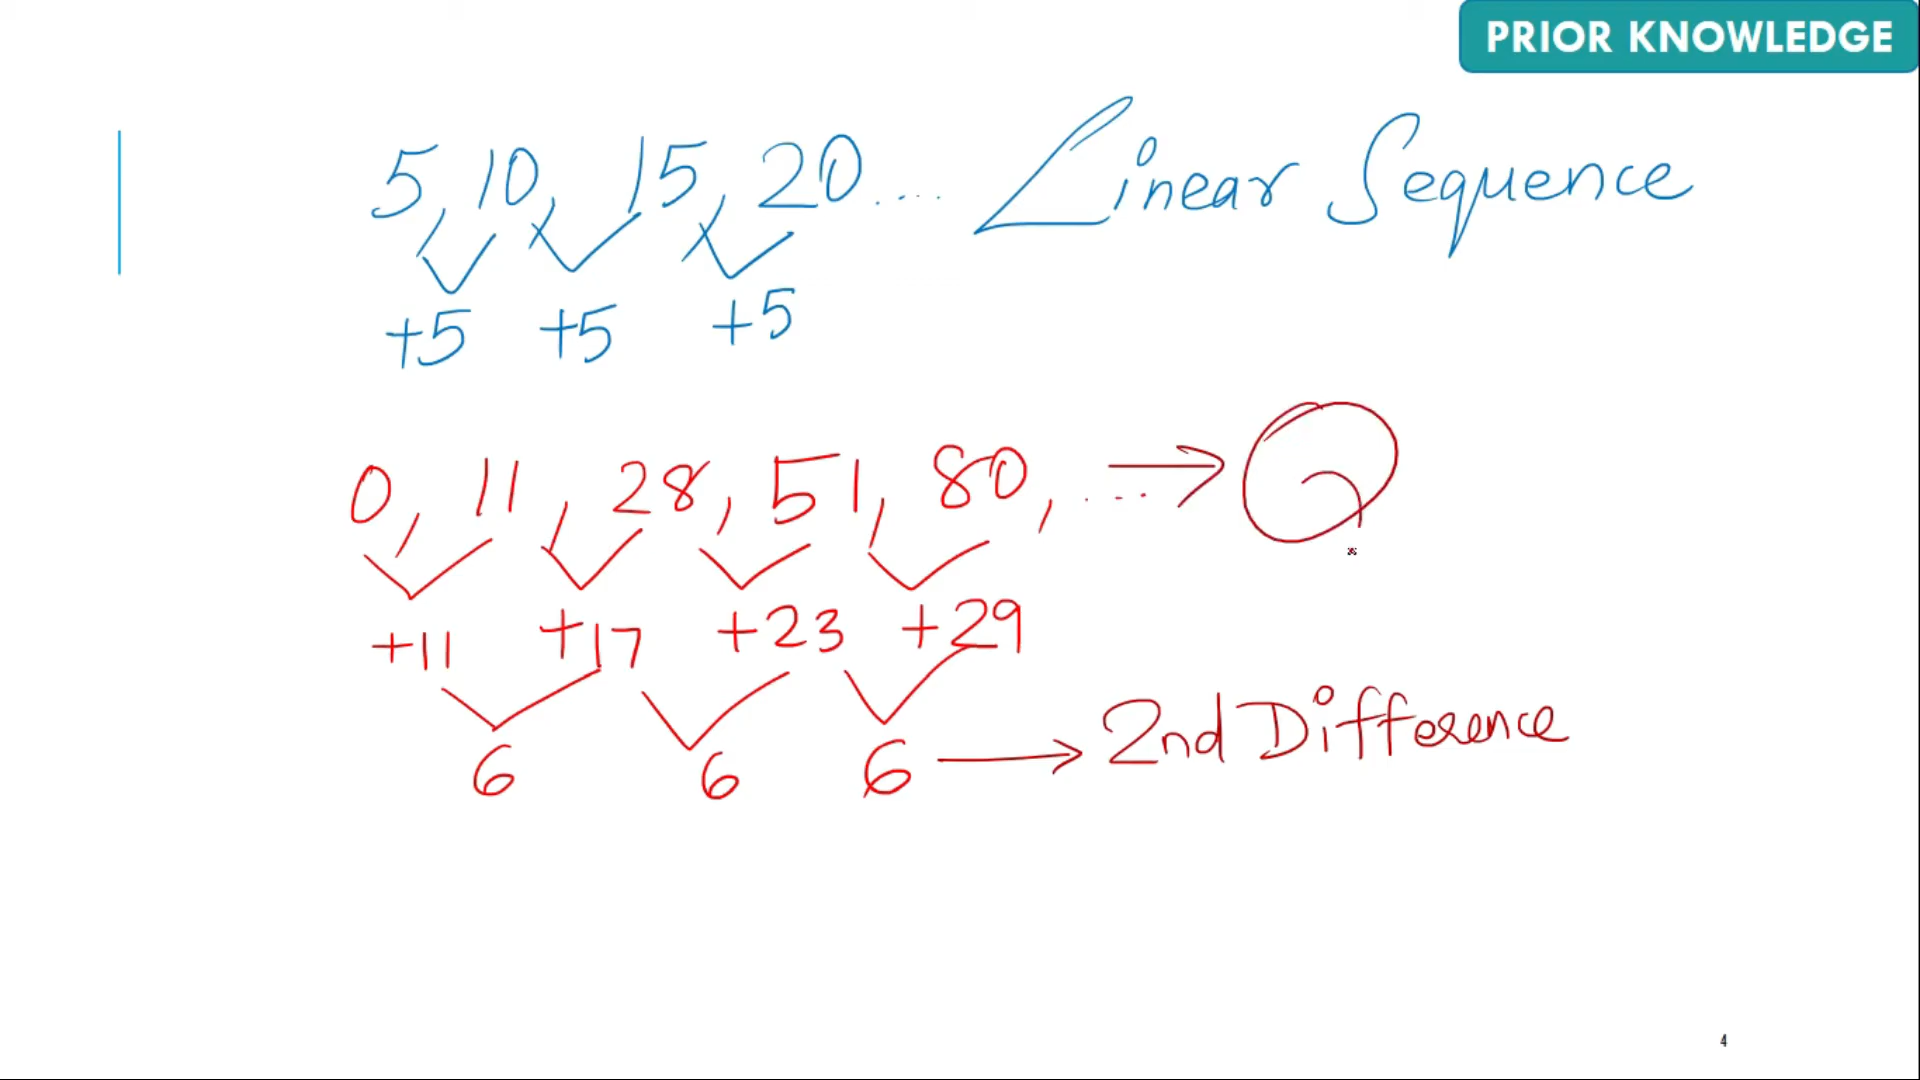 PRIOR KNOWLEDGE
5, 10, 15, 20 .... Linear Sequence
+5 +5 +5
0, 11, 28, 51, 80, ....
+11 +17 +23 +29
6 6 6 → 2nd Difference
4